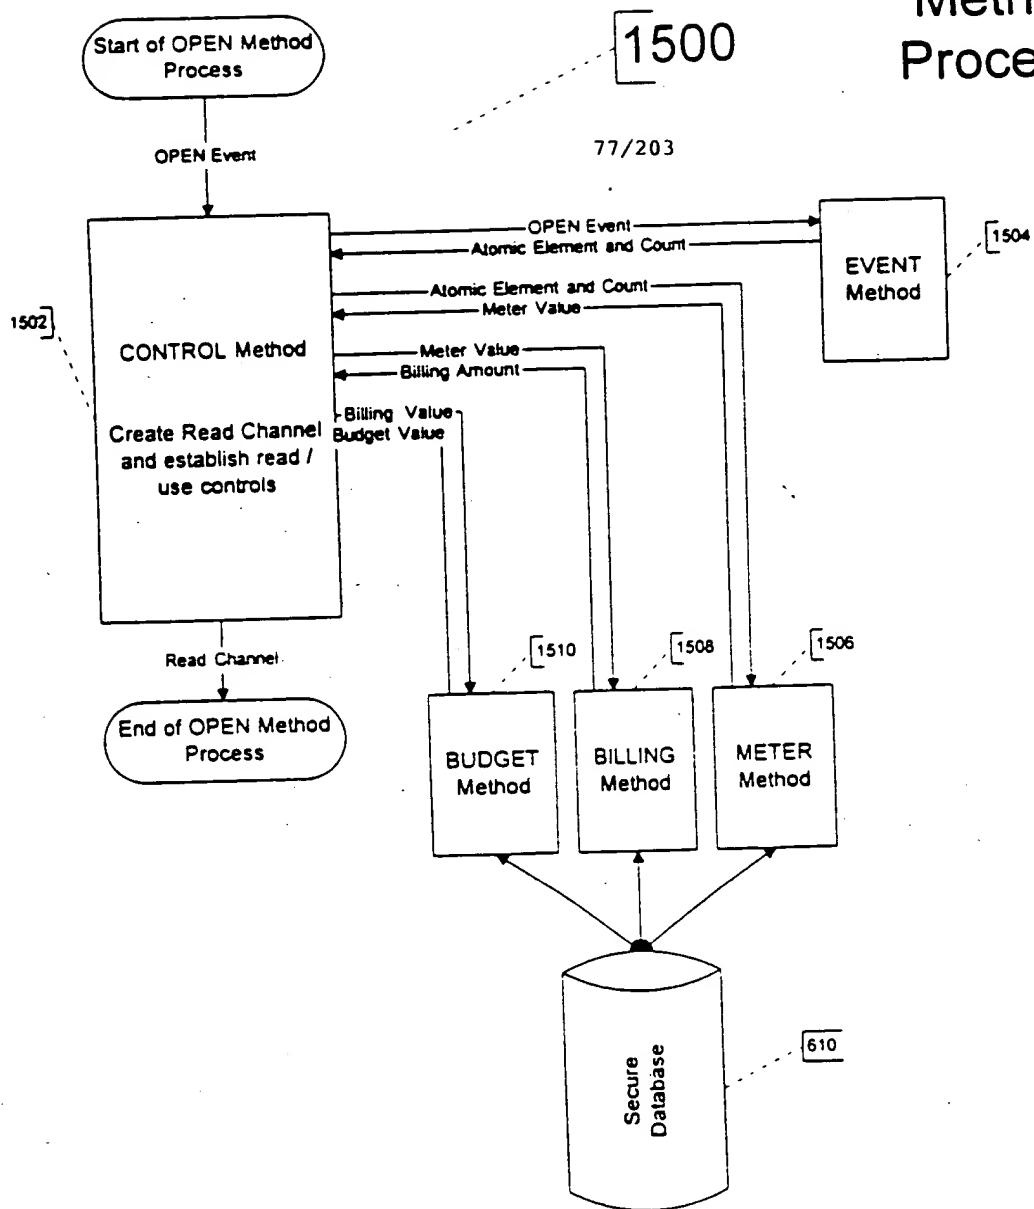 Start of OPEN Method
Process
1500
77/203
OPEN Event
OPEN Event
Atomic Element and Count
EVENT
Method
1504
Atomic Element and Count
Meter Value
1502
CONTROL Method
Meter Value
Billing Amount
Billing Value
Budget Value
Create Read Channel
and establish read /
use controls
Read Channel
1510
1508
1506
End of OPEN Method
Process
BUDGET
Method
BILLING
Method
METER
Method
610
Secure
Database